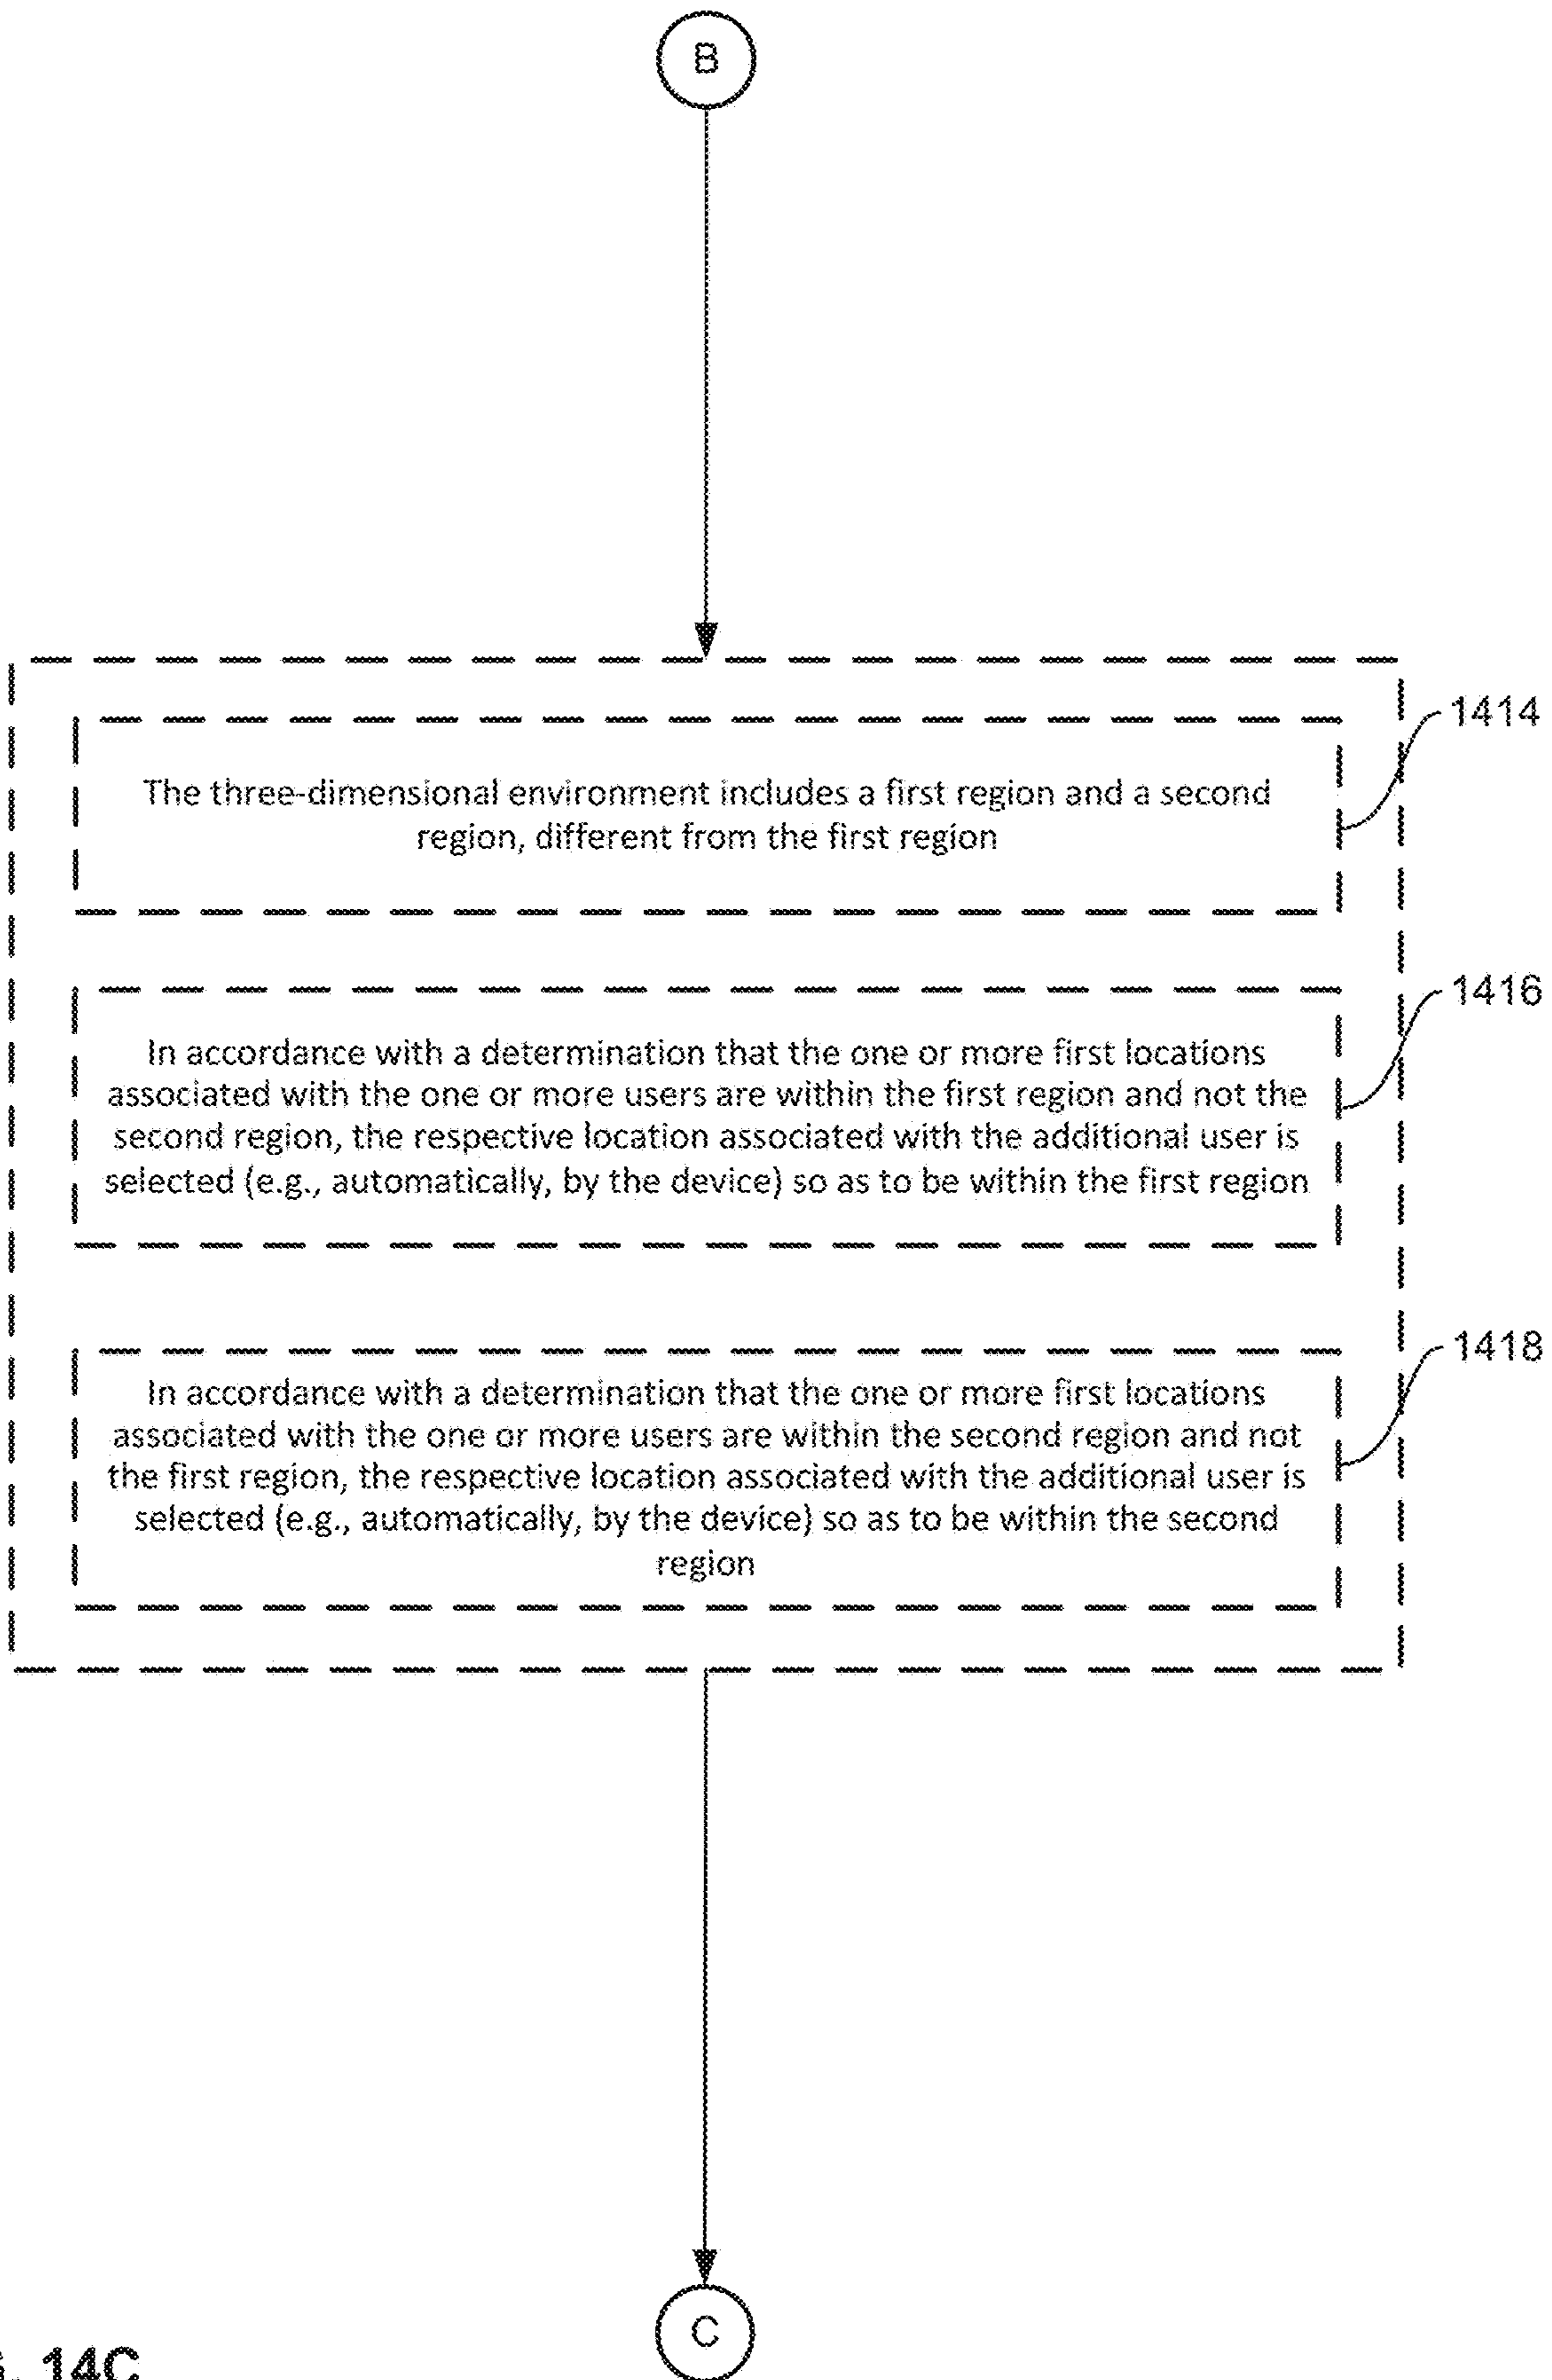 B
1414
The three-dimensional environment includes a first region and a second
region, different from the first region
1416
In accordance with a determination that the one or more first locations
associated with the one or more users are within the first region and not the
second region, the respective location associated with the additional user is
selected (e.g., automatically, by the device) so as to be within the first region
1418
In accordance with a determination that the one or more first locations
associated with the one or more users are within the second region and not
the first region, the respective location associated with the additional user is
selected (e.g., automatically, by the device) so as to be within the second
region
C
14C